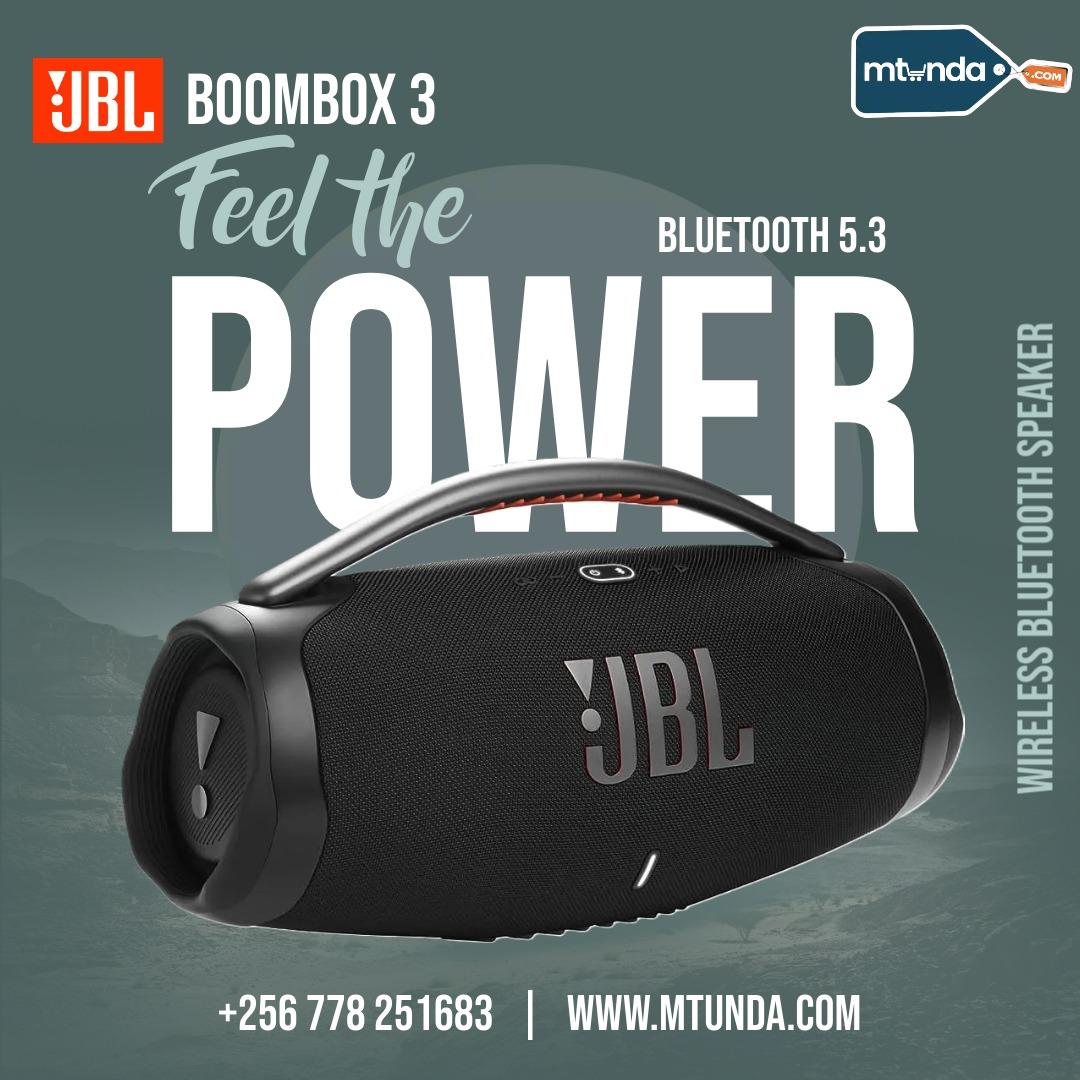 JBL BOOMBOX 3
mtunda .COM
Feel the
BLUETOOTH 5.3
POWER
WIRELESS BLUETOOTH SPEAKER
JBL
+256 778 251683 | WWW.MTUNDA.COM